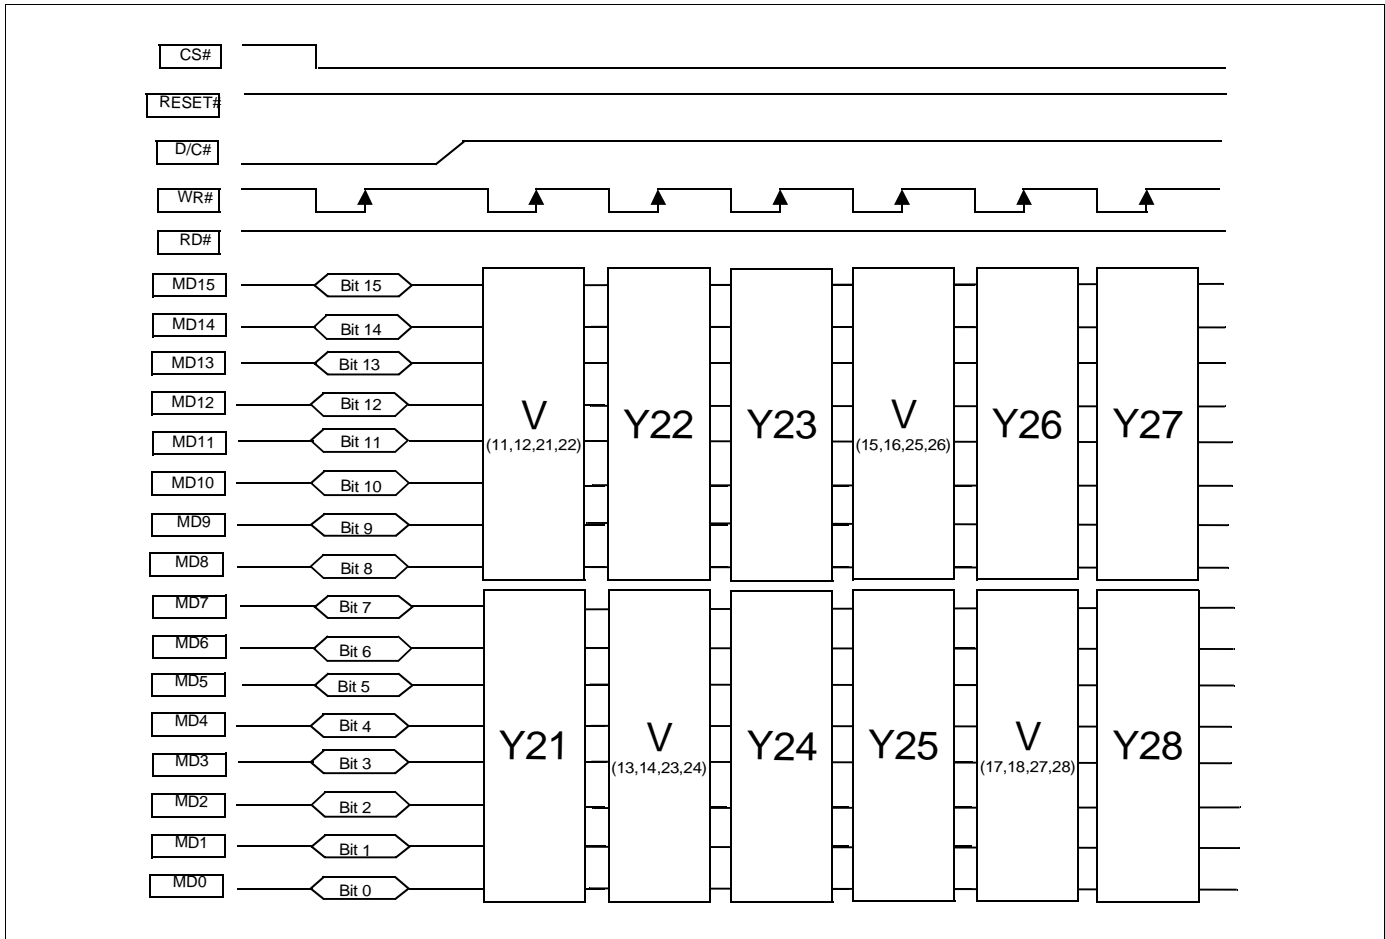 CS#
RESET#
D/C#
WR#
RD#
MD15 Bit 15
MD14 Bit 14
MD13 Bit 13
MD12 Bit 12
MD11 Bit 11
MD10 Bit 10
MD9 Bit 9
MD8 Bit 8
V Y22 Y23 V Y26 Y27
(11,12,21,22) (15,16,25,26)
MD7 Bit 7
MD6 Bit 6
MD5 Bit 5
MD4 Bit 4
MD3 Bit 3
MD2 Bit 2
MD1 Bit 1
MD0 Bit 0
Y21 V Y24 Y25 V Y28
(13,14,23,24) (17,18,27,28)